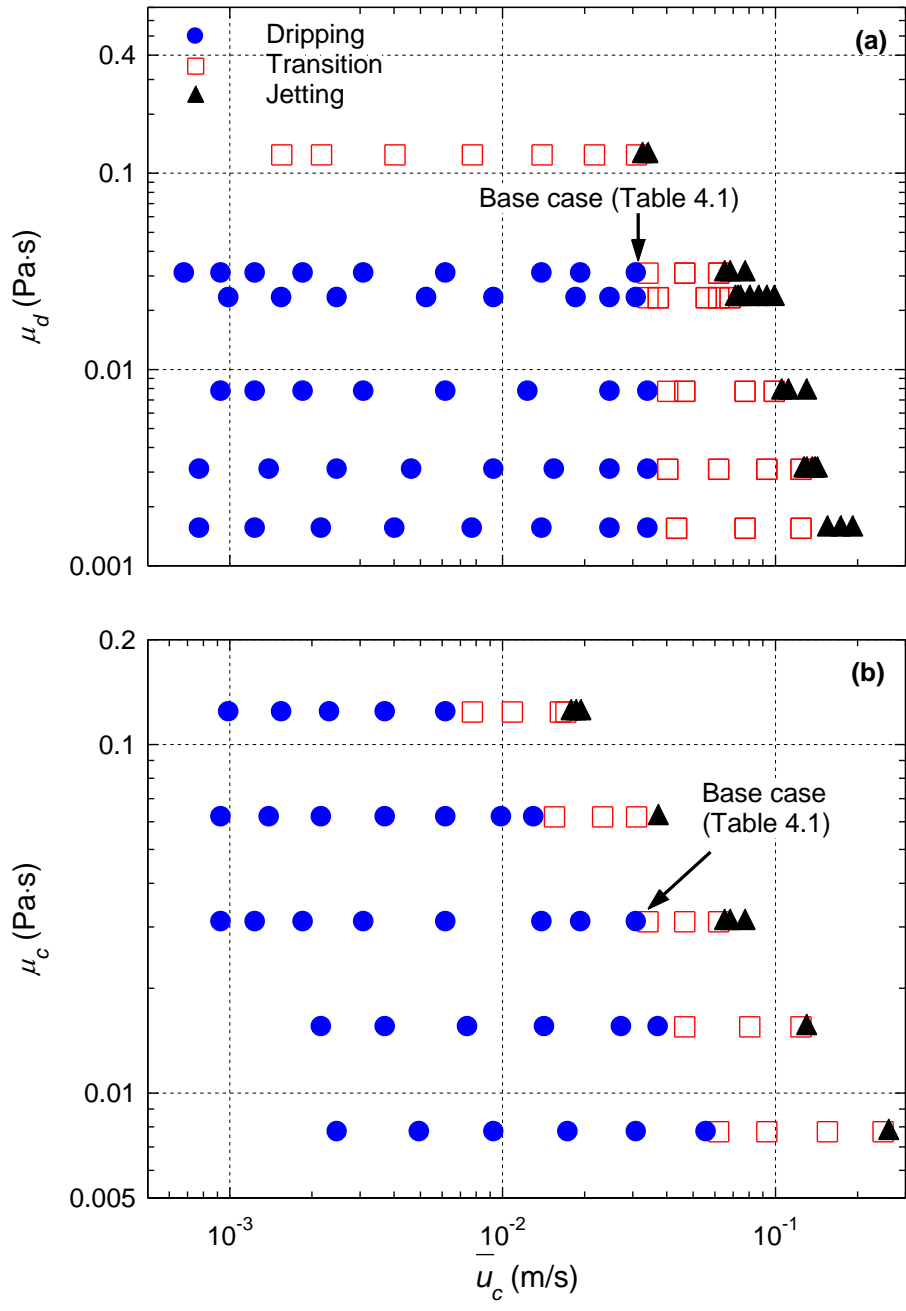 Dripping
Transition
Jetting
(a)
0.4
0.1
0.01
0.001
μd (Pa·s)
Base case (Table 4.1)
(b)
0.2
0.1
0.01
0.005
μc (Pa·s)
Base case
(Table 4.1)
10⁻³ 10⁻² 10⁻¹
u̅c (m/s)